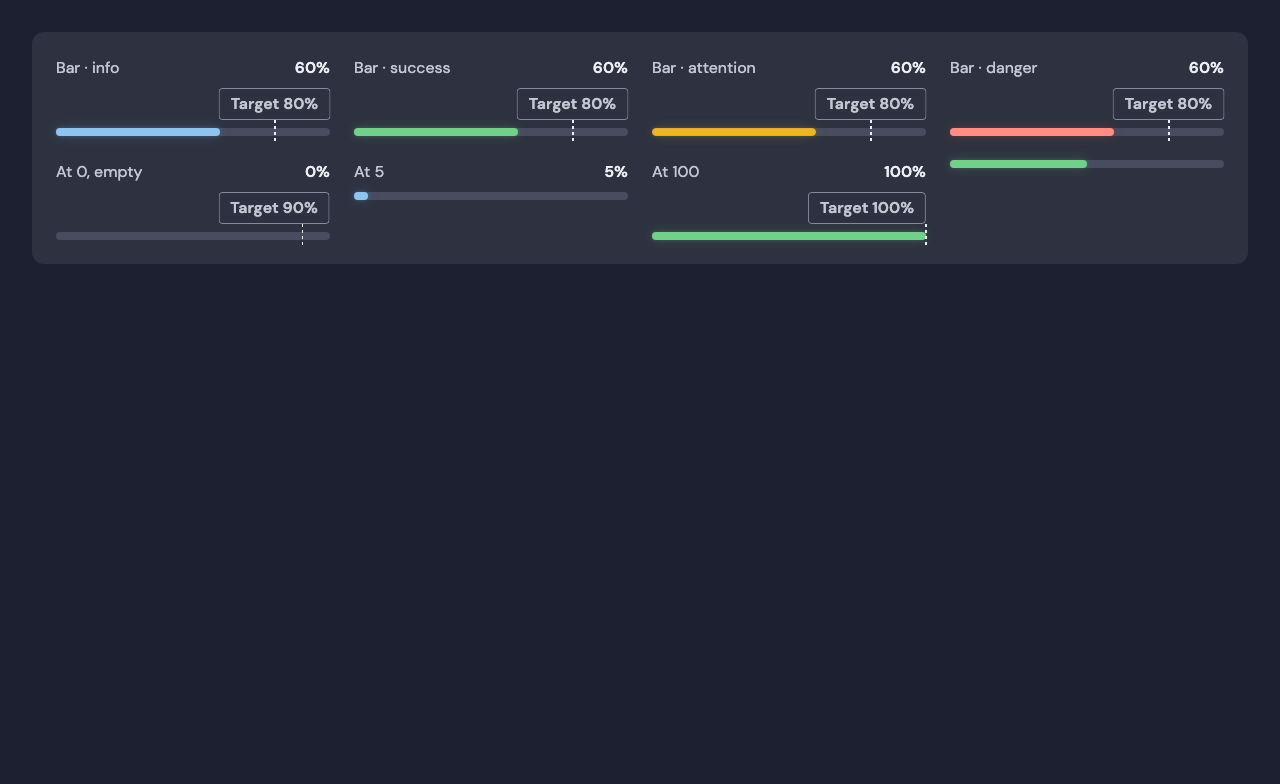 Bar · info 60% Bar · success 60% Bar · attention 60% Bar · danger 60%
Target 80% Target 80% Target 80% Target 80%
At 0, empty 0% At 5 5% At 100 100%
Target 90% Target 100%